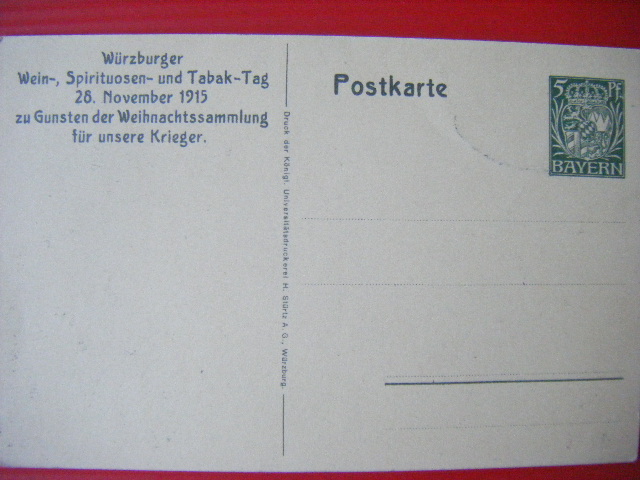 Würzburger
Wein-, Spirituosen- und Tabak-Tag
28. November 1915
zu Gunsten der Weihnachtssammlung
für unsere Krieger.
Druck der Königl. Universitätsdruckerei H. Stürtz A. G., Würzburg.
Postkarte
5 Pf
BAYERN